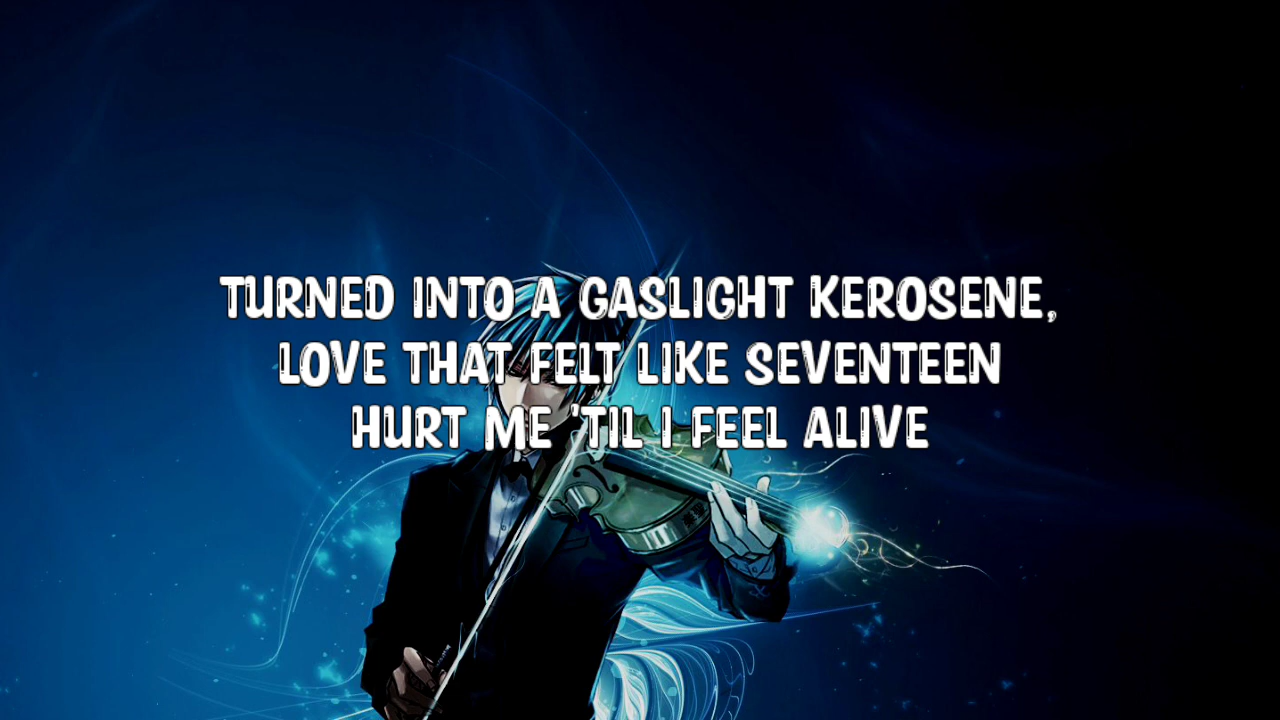 TURNED INTO A GASLIGHT KEROSENE,
LOVE THAT FELT LIKE SEVENTEEN
HURT ME 'TIL I FEEL ALIVE